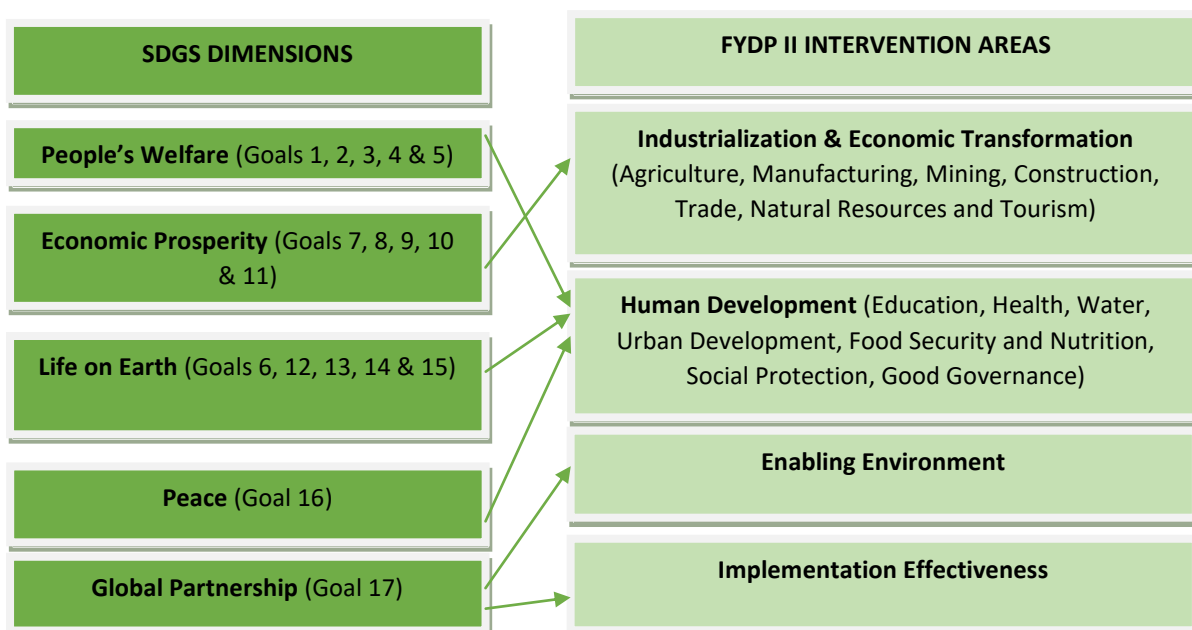 SDGS DIMENSIONS
People’s Welfare (Goals 1, 2, 3, 4 & 5)
Economic Prosperity (Goals 7, 8, 9, 10
& 11)
Life on Earth (Goals 6, 12, 13, 14 & 15)
Peace (Goal 16)
Global Partnership (Goal 17)
FYDP II INTERVENTION AREAS
Industrialization & Economic Transformation
(Agriculture, Manufacturing, Mining, Construction,
Trade, Natural Resources and Tourism)
Human Development (Education, Health, Water,
Urban Development, Food Security and Nutrition,
Social Protection, Good Governance)
Enabling Environment
Implementation Effectiveness